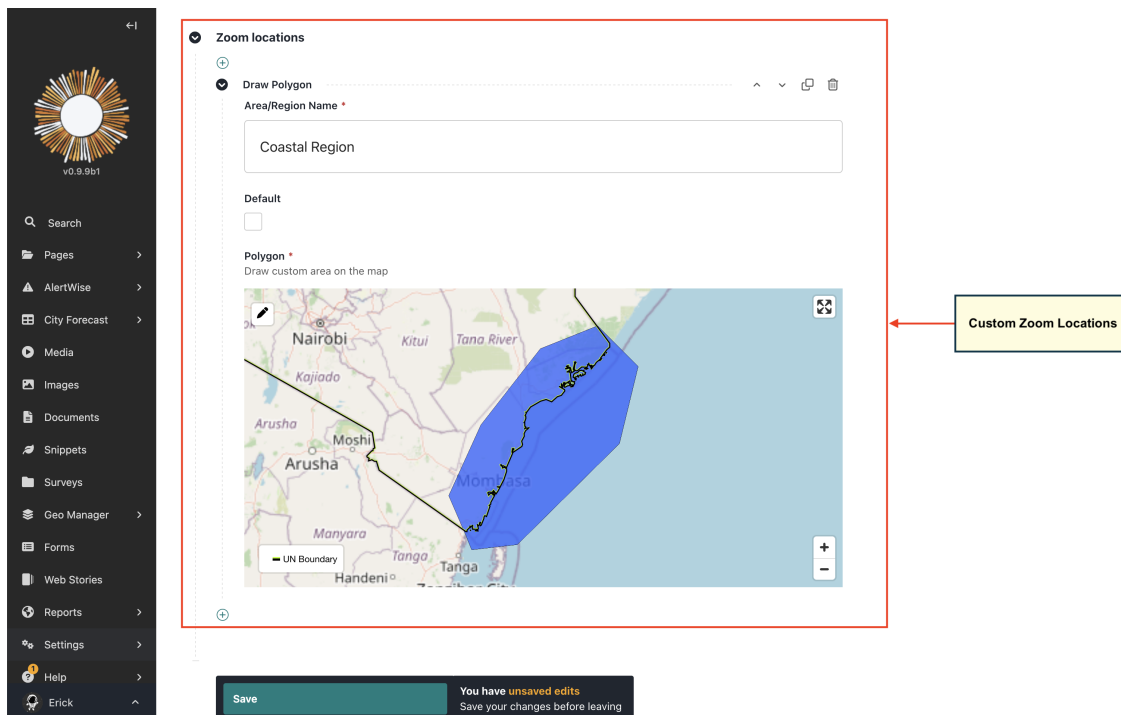 v0.9.9b1
Search
Pages
AlertWise
City Forecast
Media
Images
Documents
Snippets
Surveys
Geo Manager
Forms
Web Stories
Reports
Settings
1
Help
Erick
Zoom locations
Draw Polygon
Area/Region Name *
Coastal Region
Default
Polygon *
Draw custom area on the map
Nairobi
Kitui
Tana River
Kajiado
Arusha
Moshi
Arusha
Mombasa
Manyara
Tanga
Tanga
Handeni
Zanzibar City
UN Boundary
+
−
Save
You have unsaved edits
Save your changes before leaving
Custom Zoom Locations